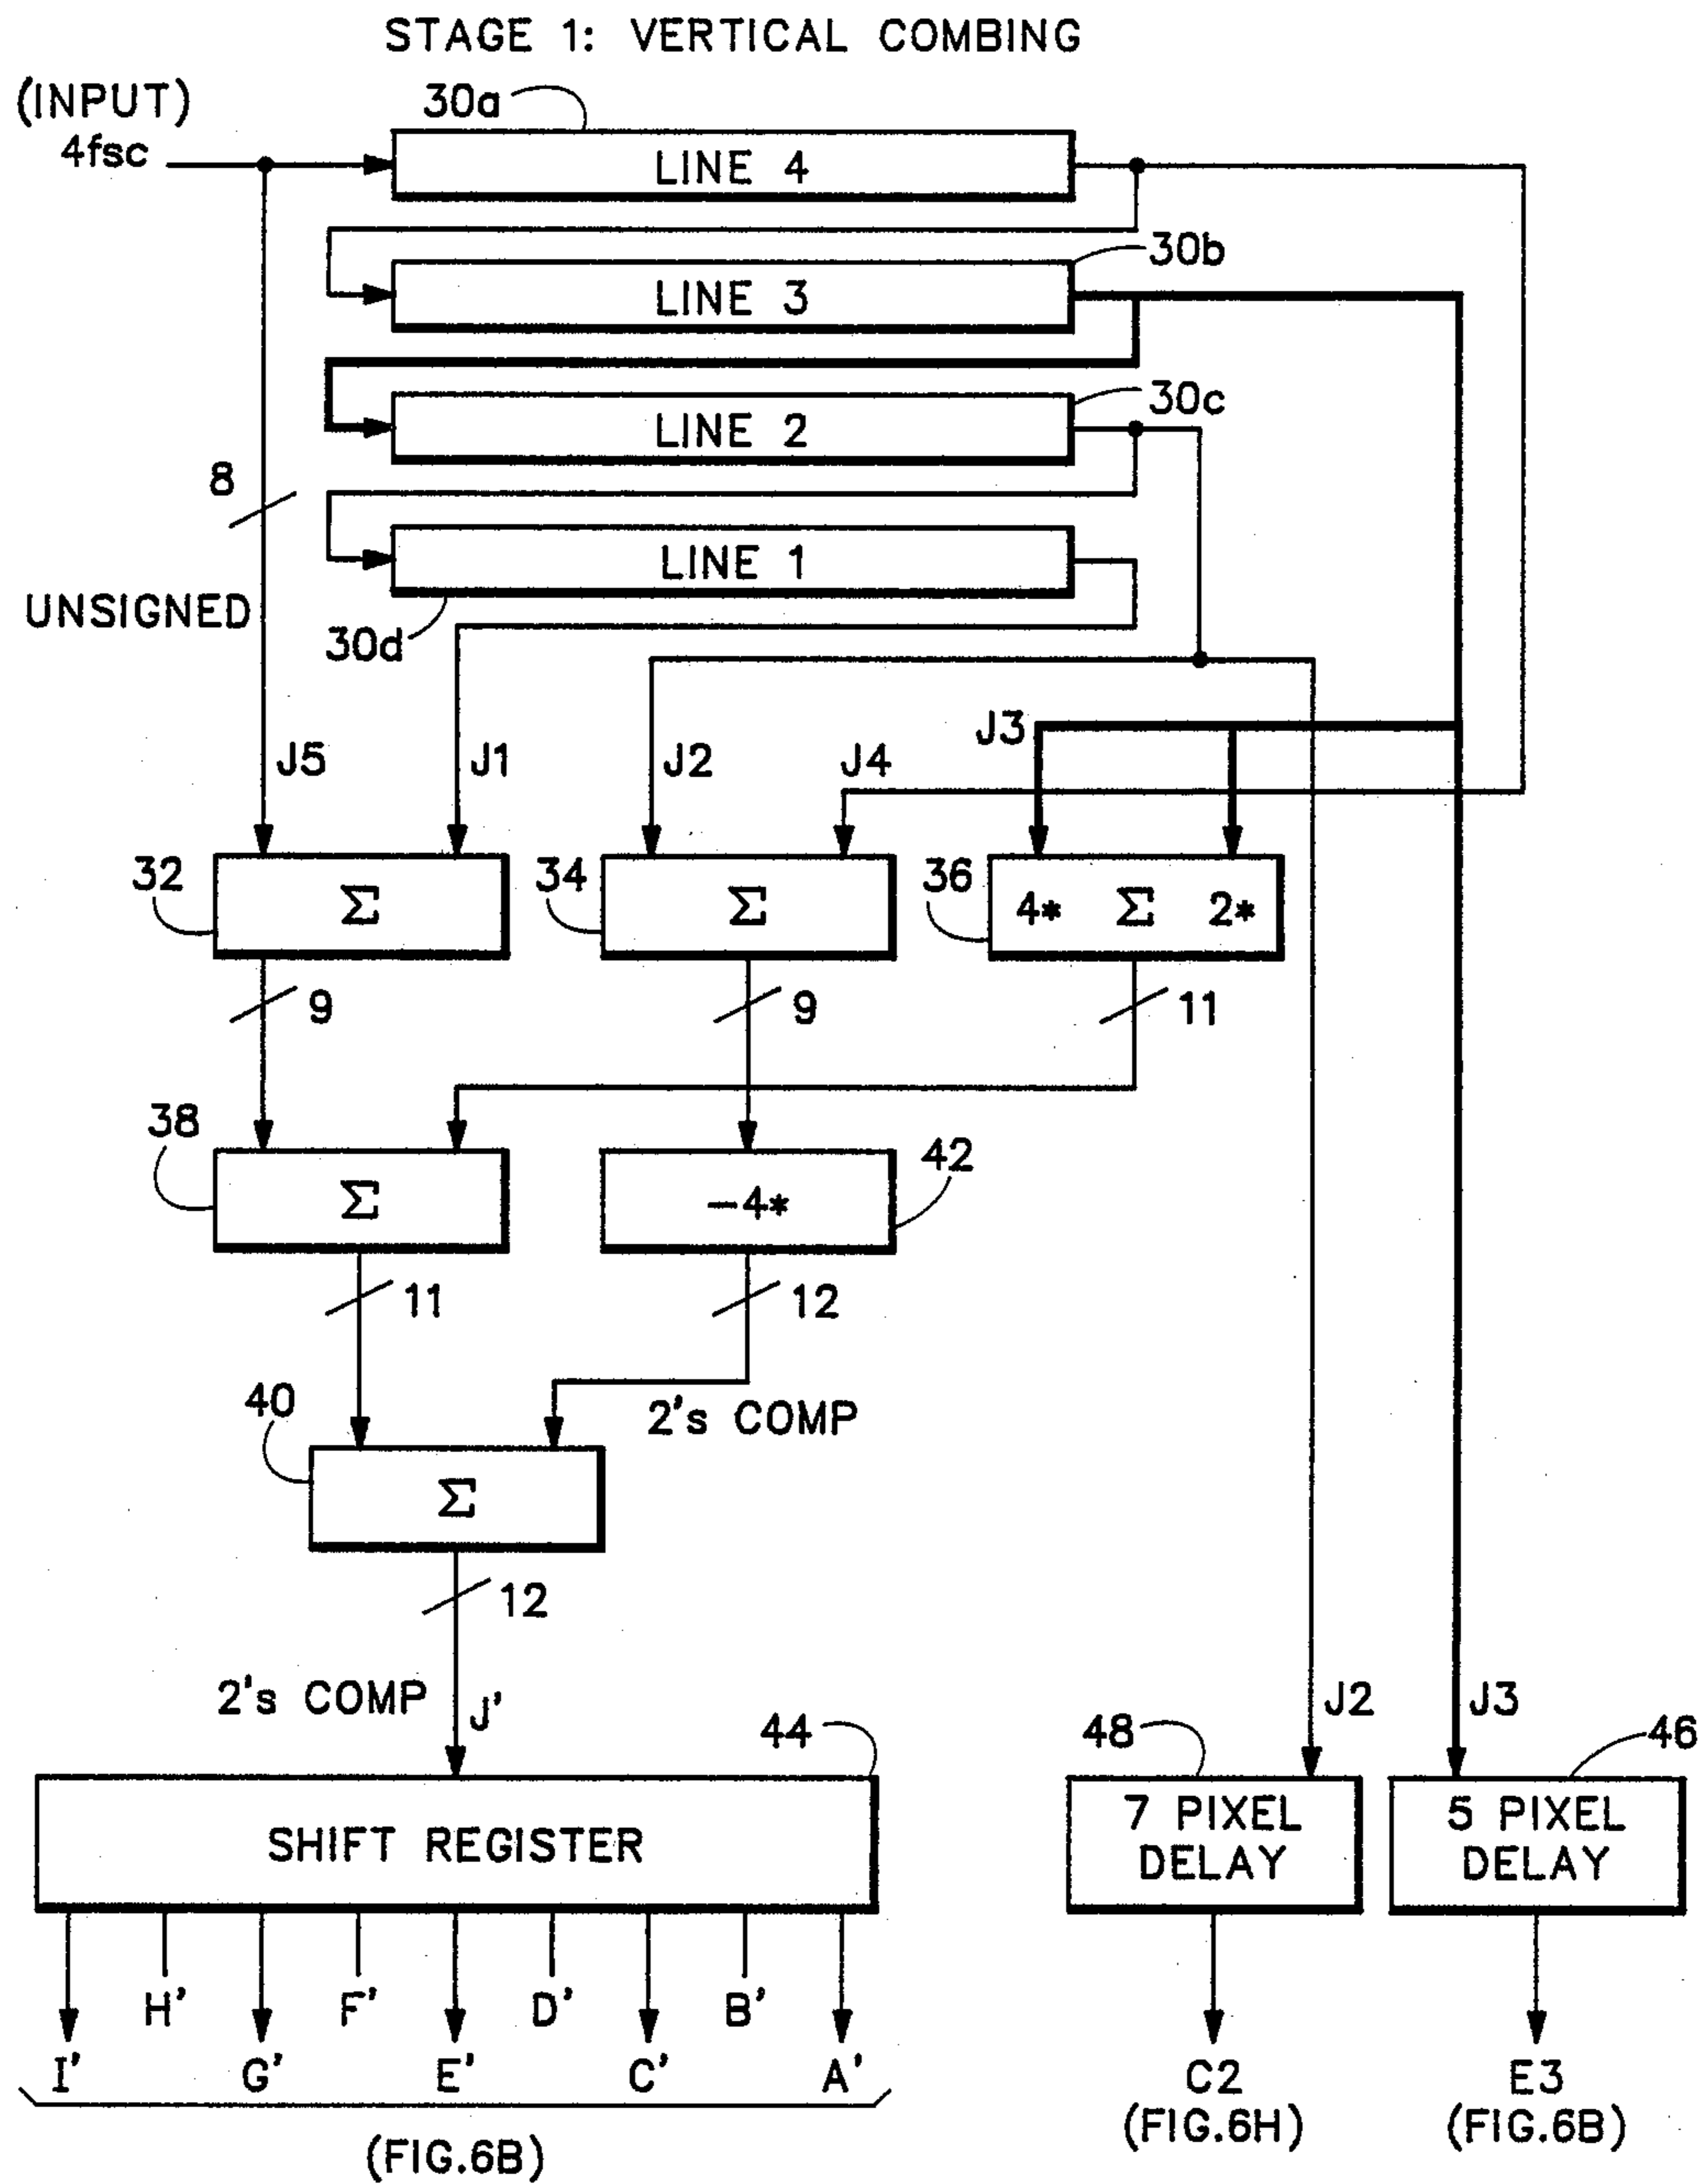 STAGE 1: VERTICAL COMBING
(INPUT)
4fsc
30a
LINE 4
30b
LINE 3
30c
LINE 2
8
LINE 1
UNSIGNED
30d
J5
J1
J2
J4
J3
32
Σ
34
Σ
36
4* Σ 2*
9
9
11
38
Σ
-4*
42
11
12
40
2's COMP
Σ
12
2's COMP
J'
44
J2
J3
48
46
SHIFT REGISTER
7 PIXEL
DELAY
5 PIXEL
DELAY
I'
H'
G'
F'
E'
D'
C'
B'
A'
(FIG.6B)
C2
(FIG.6H)
E3
(FIG.6B)